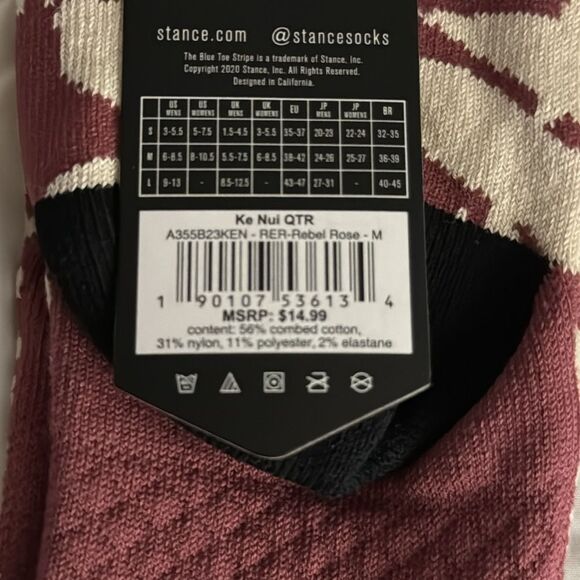 stance.com @stancesocks
The Blue Toe Stripe is a trademark of Stance, Inc.
Copyright 2020 Stance, Inc. All Rights Reserved.
Designed in California.
US MENS US WOMENS UK MENS UK WOMENS EU JP MENS JP WOMENS BR
S 3-5.5 5-7.5 1.5-4.5 3-5.5 35-37 20-23 22-24 32-35
M 6-8.5 8-10.5 5.5-7.5 6-8.5 38-42 24-26 25-27 36-39
L 9-13 - 8.5-12.5 - 43-47 27-31 - 40-45
Ke Nui QTR
A355B23KEN - RER-Rebel Rose - M
1 90107 53613 4
MSRP: $14.99
content: 56% combed cotton,
31% nylon, 11% polyester, 2% elastane